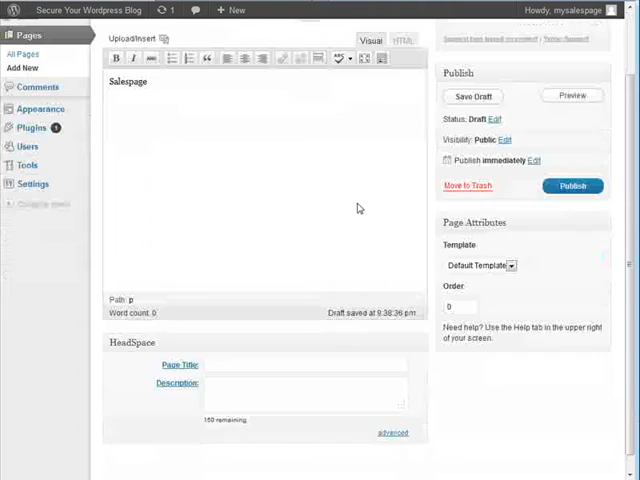 Secure Your Wordpress Blog 1 + New Howdy, mysalespage
Pages
All Pages
Add New
Comments
Appearance
Plugins 1
Users
Tools
Settings
Collapse menu
Upload/Insert Visual HTML
B I ABC ABC
Salespage
Path: p
Word count: 0 Draft saved at 9:38:36 pm.
HeadSpace
Page Title:
Description:
150 remaining.
advanced
Publish
Save Draft Preview
Status: Draft Edit
Visibility: Public Edit
Publish immediately Edit
Move to Trash Publish
Page Attributes
Template
Default Template
Order
0
Need help? Use the Help tab in the upper right
of your screen.